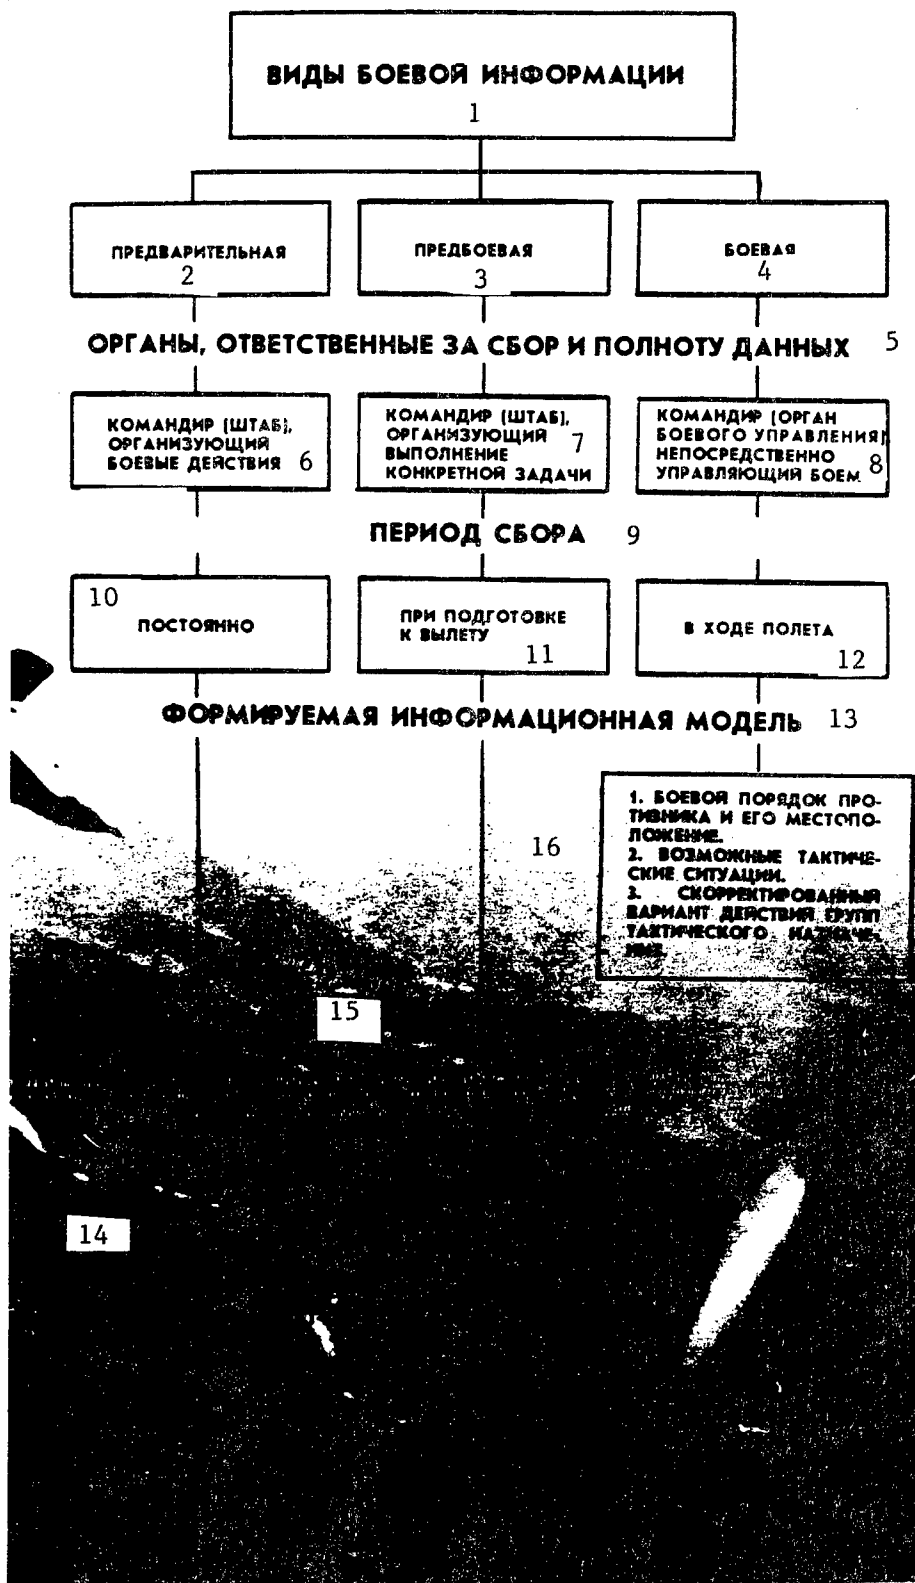 ВИДЫ БОЕВОЙ ИНФОРМАЦИИ
1
ПРЕДВАРИТЕЛЬНАЯ
2
ПРЕДБОЕВАЯ
3
БОЕВАЯ
4
ОРГАНЫ, ОТВЕТСТВЕННЫЕ ЗА СБОР И ПОЛНОТУ ДАННЫХ 5
КОМАНДИР (ШТАБ),
ОРГАНИЗУЮЩИЙ
БОЕВЫЕ ДЕЙСТВИЯ 6
КОМАНДИР (ШТАБ),
ОРГАНИЗУЮЩИЙ 7
ВЫПОЛНЕНИЕ
КОНКРЕТНОЙ ЗАДАЧИ
КОМАНДИР (ОРГАН
БОЕВОГО УПРАВЛЕНИЯ)
НЕПОСРЕДСТВЕННО 8
УПРАВЛЯЮЩИЙ БОЕМ
ПЕРИОД СБОРА 9
10
ПОСТОЯННО
ПРИ ПОДГОТОВКЕ
К ВЫЛЕТУ
11
В ХОДЕ ПОЛЕТА
12
ФОРМИРУЕМАЯ ИНФОРМАЦИОННАЯ МОДЕЛЬ 13
16
1. БОЕВОЙ ПОРЯДОК ПРО-
ТИВНИКА И ЕГО МЕСТОПО-
ЛОЖЕНИЕ.
2. ВОЗМОЖНЫЕ ТАКТИЧЕ-
СКИЕ СИТУАЦИИ.
3. СКОРРЕКТИРОВАННЫЙ
ВАРИАНТ ДЕЙСТВИЙ ГРУПП
ТАКТИЧЕСКОГО
15
14